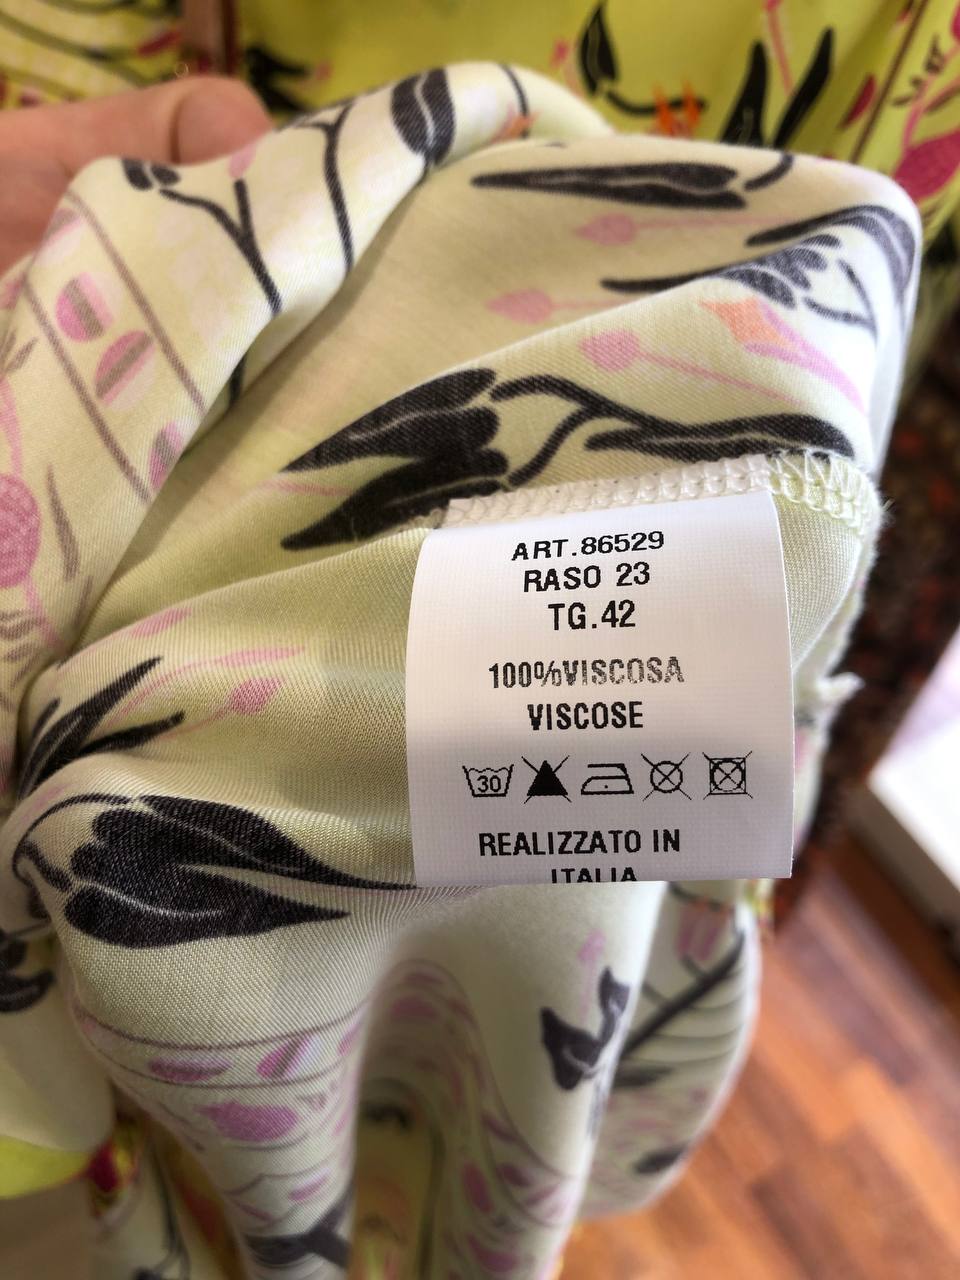 ART.86529
RASO 23
TG.42
100%VISCOSA
VISCOSE
30
REALIZZATO IN
ITALIA